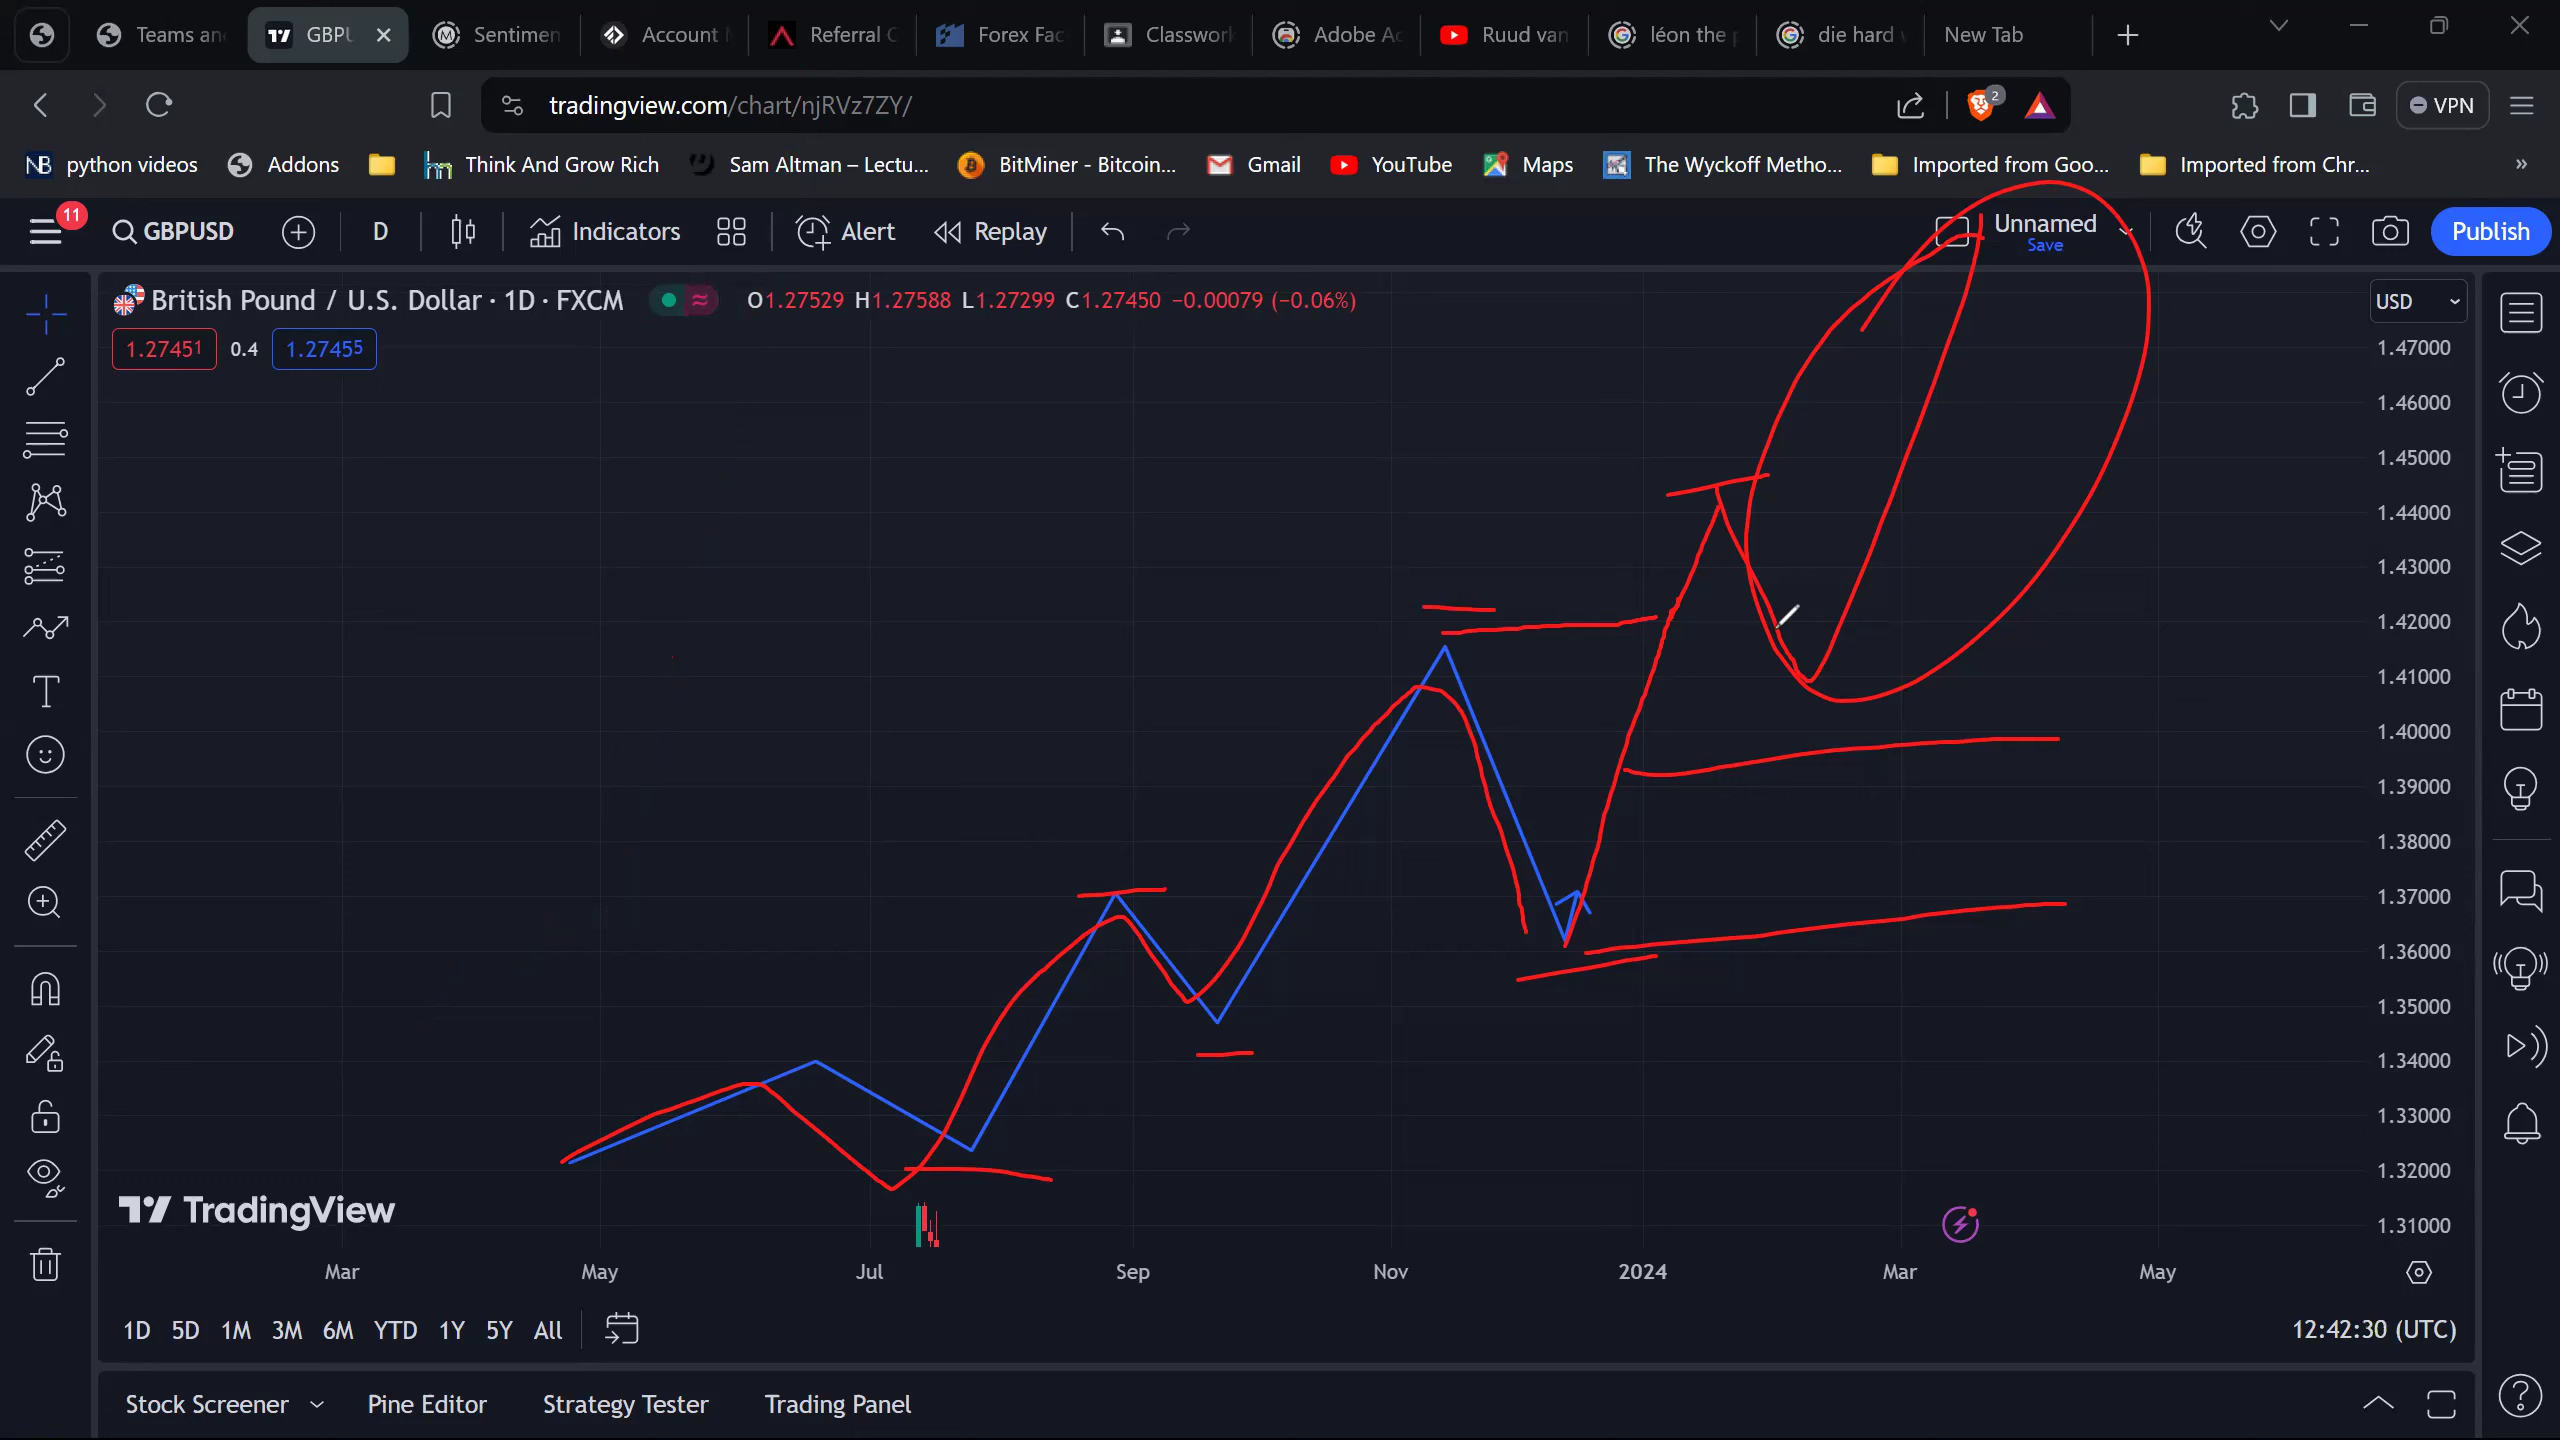 Teams an
GBPU
Sentimen
Account
Referral C
Forex Fac
Classwork
Adobe Ac
Ruud van
léon the p
die hard v
New Tab
tradingview.com/chart/njRVz7ZY/
2
VPN
NB python videos
Addons
Think And Grow Rich
Sam Altman – Lectu...
BitMiner - Bitcoin...
Gmail
YouTube
Maps
The Wyckoff Metho...
Imported from Goo...
Imported from Chr...
»
11
GBPUSD
D
Indicators
Alert
Replay
Unnamed
Save
Publish
British Pound / U.S. Dollar · 1D · FXCM
O1.27529 H1.27588 L1.27299 C1.27450 −0.00079 (−0.06%)
USD
1.27451 0.4 1.27455
1.47000
1.46000
1.45000
1.44000
1.43000
1.42000
1.41000
1.40000
1.39000
1.38000
1.37000
1.36000
1.35000
1.34000
1.33000
1.32000
1.31000
TradingView
Mar May Jul Sep Nov 2024 Mar May
1D 5D 1M 3M 6M YTD 1Y 5Y All
12:42:30 (UTC)
Stock Screener Pine Editor Strategy Tester Trading Panel